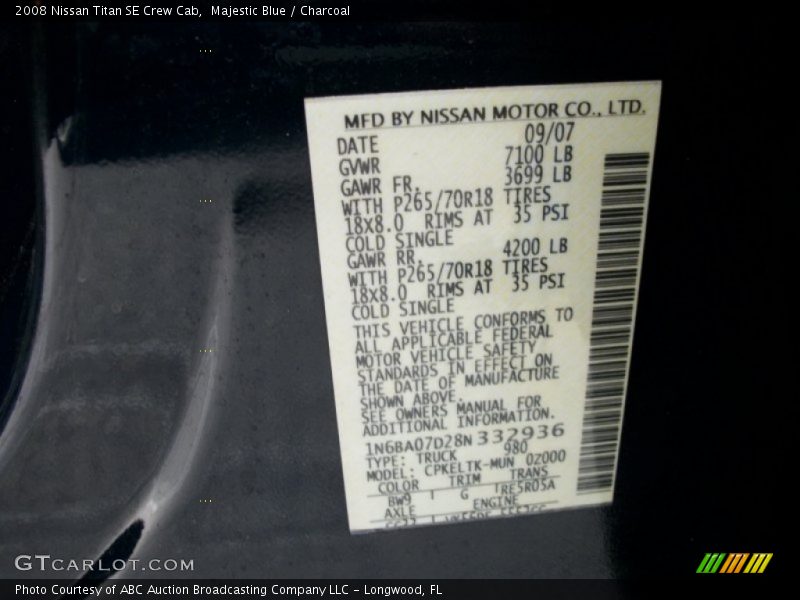 2008 Nissan Titan SE Crew Cab, Majestic Blue / Charcoal
MFD BY NISSAN MOTOR CO., LTD.
DATE 09/07
GVWR 7100 LB
GAWR FR. 3699 LB
WITH P265/70R18 TIRES
18X8.0 RIMS AT 35 PSI
COLD SINGLE
GAWR RR. 4200 LB
WITH P265/70R18 TIRES
18X8.0 RIMS AT 35 PSI
COLD SINGLE
THIS VEHICLE CONFORMS TO
ALL APPLICABLE FEDERAL
MOTOR VEHICLE SAFETY
STANDARDS IN EFFECT ON
THE DATE OF MANUFACTURE
SHOWN ABOVE.
SEE OWNERS MANUAL FOR
ADDITIONAL INFORMATION.
1N6BA07D28N 332936
TYPE: TRUCK 980
MODEL: CPKELTK-MUN 0Z000
COLOR TRIM TRANS
BW9 G RE5R05A
AXLE ENGINE
GTCARLOT.COM
Photo Courtesy of ABC Auction Broadcasting Company LLC - Longwood, FL